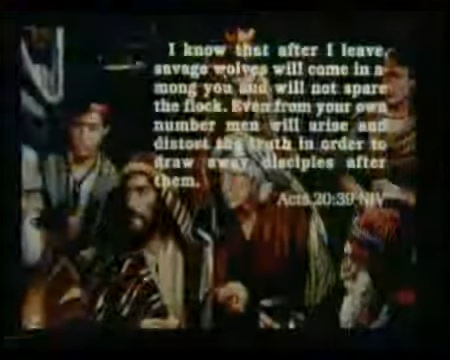 I know that after I leave,
savage wolves will come in a
mong you and will not spare
the flock. Even from your own
number men will arise and
distort the truth in order to
draw away disciples after
them.
Acts 20:30 NIV